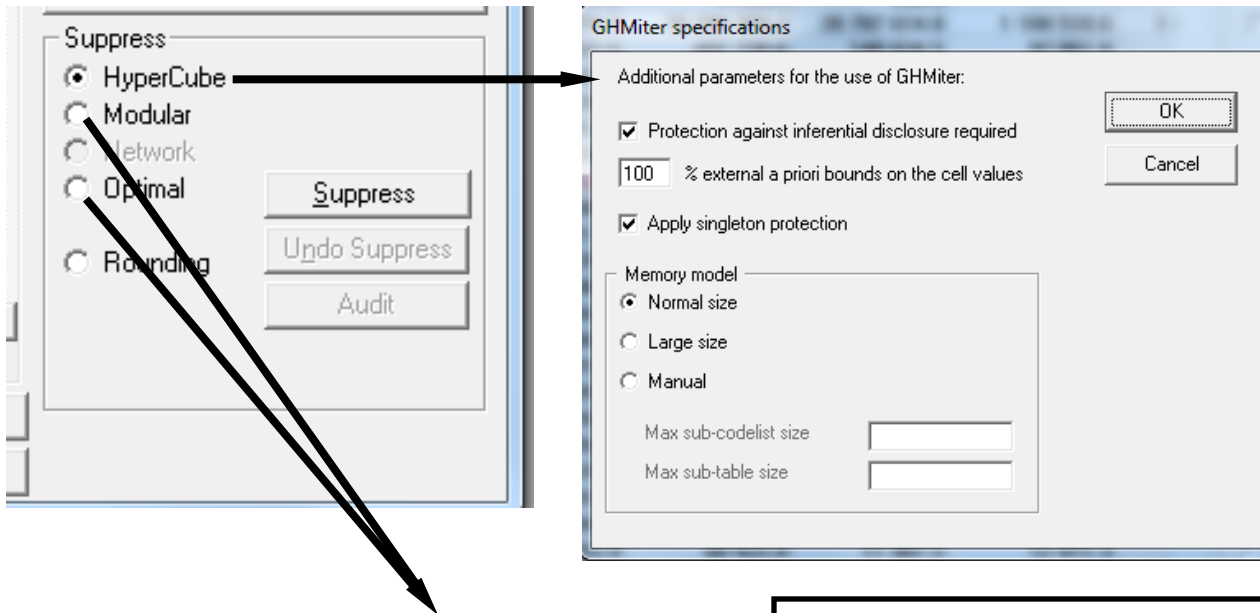 Suppress
HyperCube
Modular
Network
Optimal
Rounding
Suppress
Undo Suppress
Audit
GHMiter specifications
Additional parameters for the use of GHMiter:
Protection against inferential disclosure required
100 % external a priori bounds on the cell values
Apply singleton protection
OK
Cancel
Memory model
Normal size
Large size
Manual
Max sub-codelist size
Max sub-table size